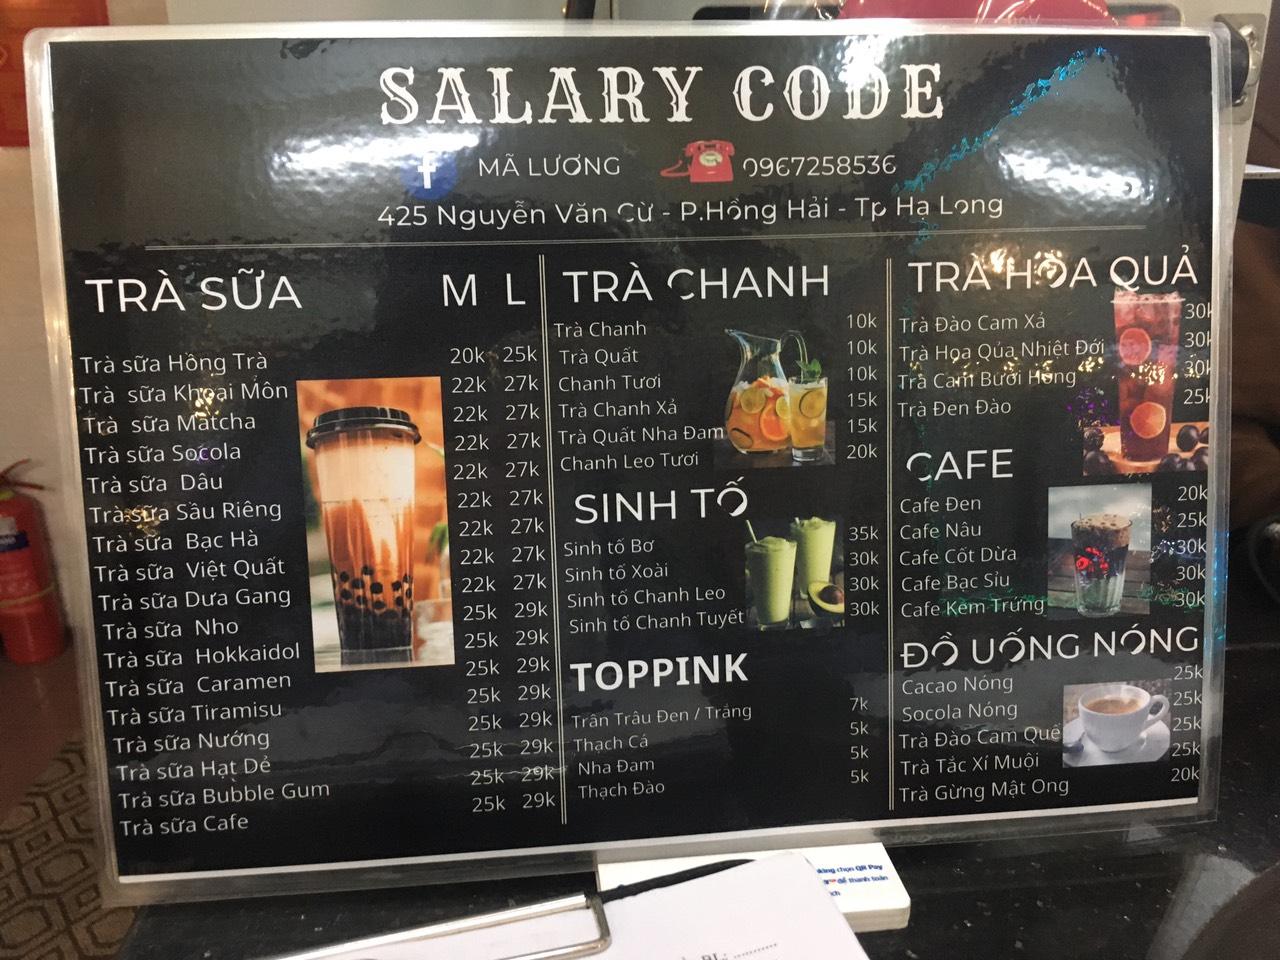 SALARY CODE
MÃ LƯƠNG 0967258536
425 Nguyễn Văn Cừ - P.Hồng Hải - Tp Hạ Long
TRÀ SỮA M L
Trà sữa Hồng Trà 20k 25k
Trà sữa Khoai Môn 22k 27k
Trà sữa Matcha 22k 27k
Trà sữa Socola 22k 27k
Trà sữa Dâu 22k 27k
Trà sữa Sầu Riêng 22k 27k
Trà sữa Bạc Hà 22k 27k
Trà sữa Việt Quất 22k 27k
Trà sữa Dưa Gang 22k 27k
Trà sữa Nho 25k 29k
Trà sữa Hokkaidol 25k 29k
Trà sữa Caramen 25k 29k
Trà sữa Tiramisu 25k 29k
Trà sữa Nướng 25k 29k
Trà sữa Hạt Dẻ 25k 29k
Trà sữa Bubble Gum 25k 29k
Trà sữa Cafe 25k 29k
TRÀ CHANH
Trà Chanh 10k
Trà Quất 10k
Chanh Tươi 10k
Trà Chanh Xả 15k
Trà Quất Nha Đam 15k
Chanh Leo Tươi 20k
SINH TỐ
Sinh tố Bơ 35k
Sinh tố Xoài 30k
Sinh tố Chanh Leo 30k
Sinh tố Chanh Tuyết 30k
TOPPINK
Trân Trâu Đen / Trắng 7k
Thạch Cá 5k
Nha Đam 5k
Thạch Đào 5k
TRÀ HOA QUẢ
Trà Đào Cam Xả 30k
Trà Hoa Qủa Nhiệt Đới 30k
Trà Cam Bưởi Hồng 30k
Trà Đen Đào 25k
CAFE
Cafe Đen 20k
Cafe Nâu 25k
Cafe Cốt Dừa 30k
Cafe Bạc Sỉu 30k
Cafe Kem Trứng 30k
ĐỒ UỐNG NÓNG
Cacao Nóng 25k
Socola Nóng 25k
Trà Đào Cam Quế 25k
Trà Tắc Xí Muội 25k
Trà Gừng Mật Ong 20k
chọn QR Pay
để thanh toán